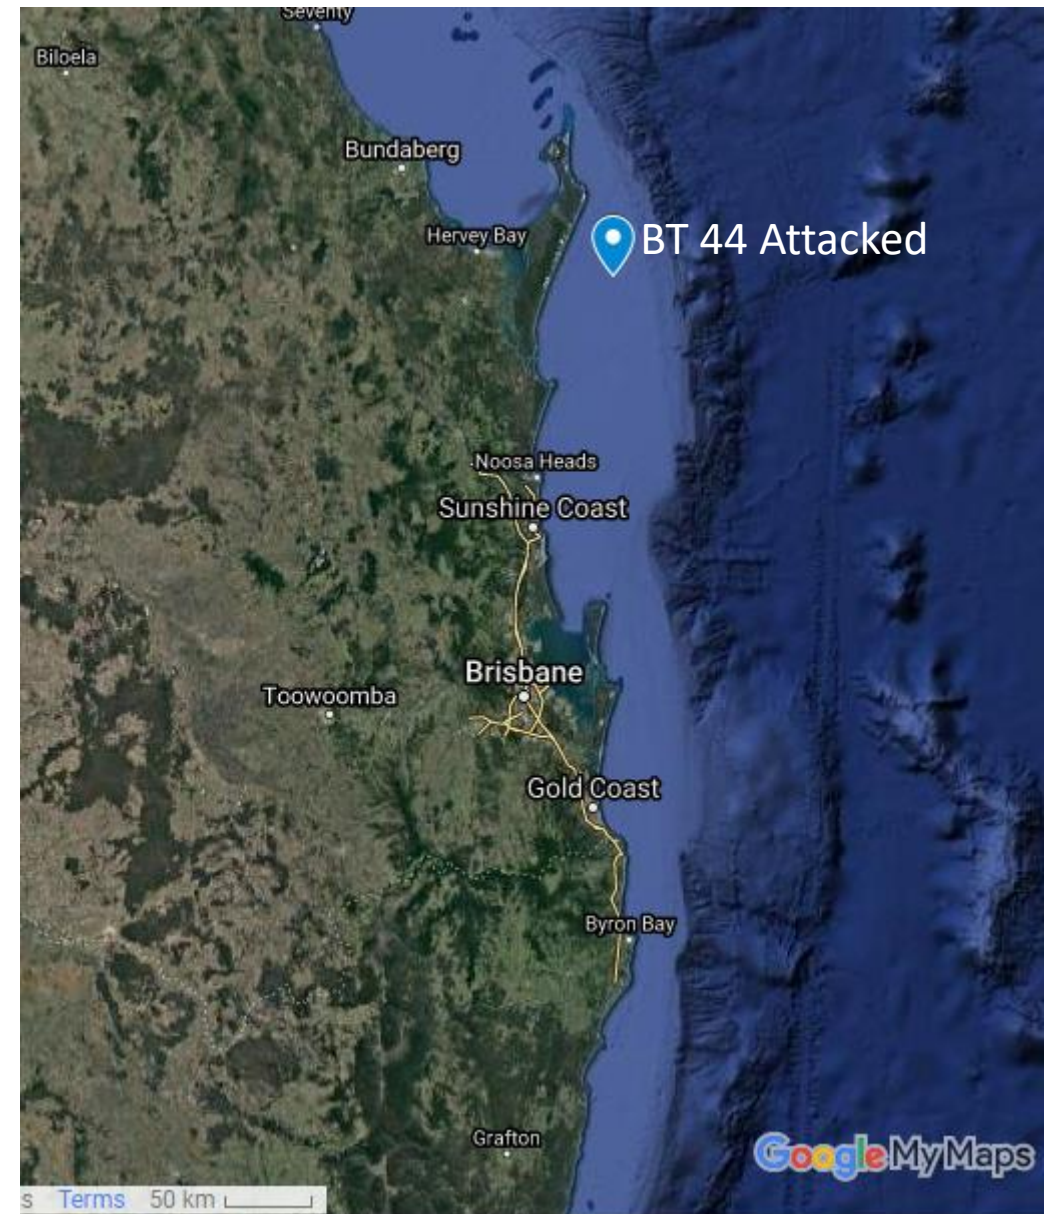 Seventy
Biloela
Bundaberg
Hervey Bay
BT 44 Attacked
Noosa Heads
Sunshine Coast
Brisbane
Toowoomba
Gold Coast
Byron Bay
Grafton
Google My Maps
s Terms 50 km